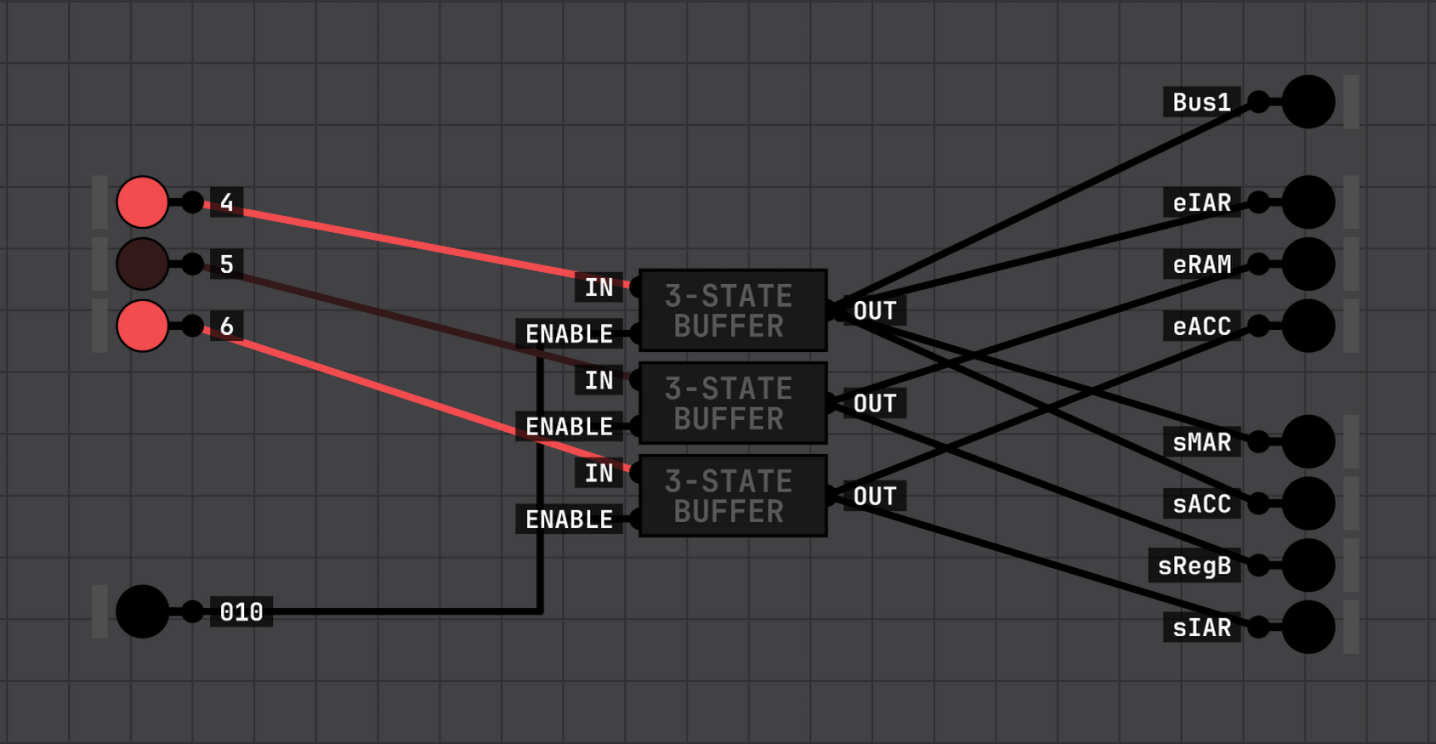 Bus1
4
eIAR
5
eRAM
IN
3-STATE
BUFFER
OUT
6
ENABLE
eACC
IN
3-STATE
BUFFER
OUT
ENABLE
sMAR
IN
3-STATE
BUFFER
OUT
ENABLE
sACC
sRegB
010
sIAR